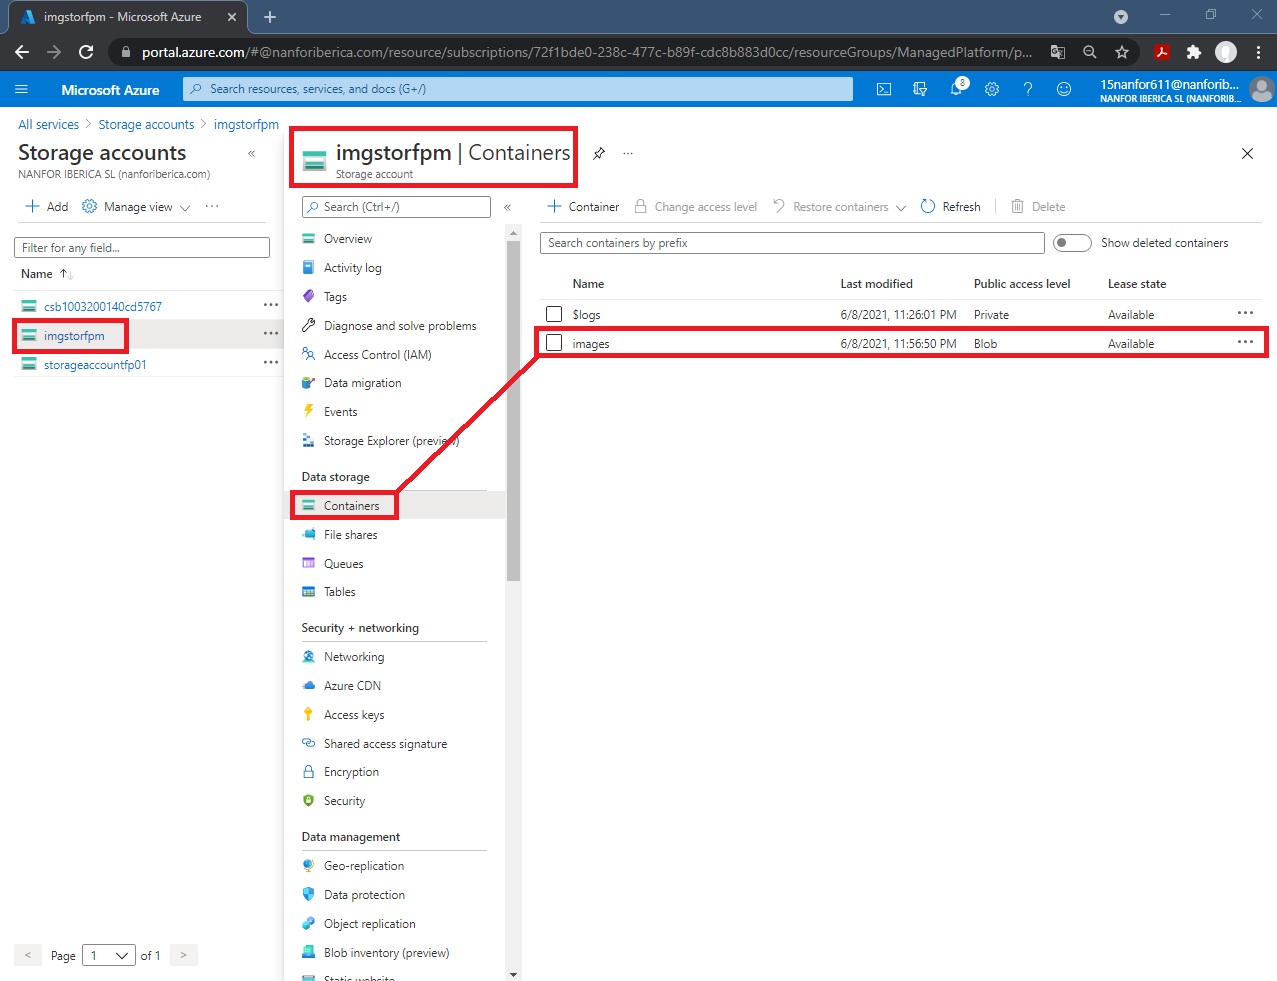 imgstorfpm - Microsoft Azure
portal.azure.com/#@nanforiberica.com/resource/subscriptions/72f1bde0-238c-477c-b89f-cdc8b883d0cc/resourceGroups/ManagedPlatform/p...
Microsoft Azure
Search resources, services, and docs (G+/)
8
15nanfor611@nanforib...
NANFOR IBERICA SL (NANFORIB...
All services > Storage accounts > imgstorfpm
Storage accounts
NANFOR IBERICA SL (nanforiberica.com)
+ Add Manage view ...
Filter for any field...
Name
csb1003200140cd5767 ...
imgstorfpm ...
storageaccountfp01 ...
< Page 1 of 1 >
imgstorfpm | Containers ...
Storage account
Search (Ctrl+/)
Overview
Activity log
Tags
Diagnose and solve problems
Access Control (IAM)
Data migration
Events
Storage Explorer (preview)
Data storage
Containers
File shares
Queues
Tables
Security + networking
Networking
Azure CDN
Access keys
Shared access signature
Encryption
Security
Data management
Geo-replication
Data protection
Object replication
Blob inventory (preview)
Static website
+ Container Change access level Restore containers Refresh Delete
Search containers by prefix Show deleted containers
Name Last modified Public access level Lease state
$logs 6/8/2021, 11:26:01 PM Private Available ...
images 6/8/2021, 11:56:50 PM Blob Available ...